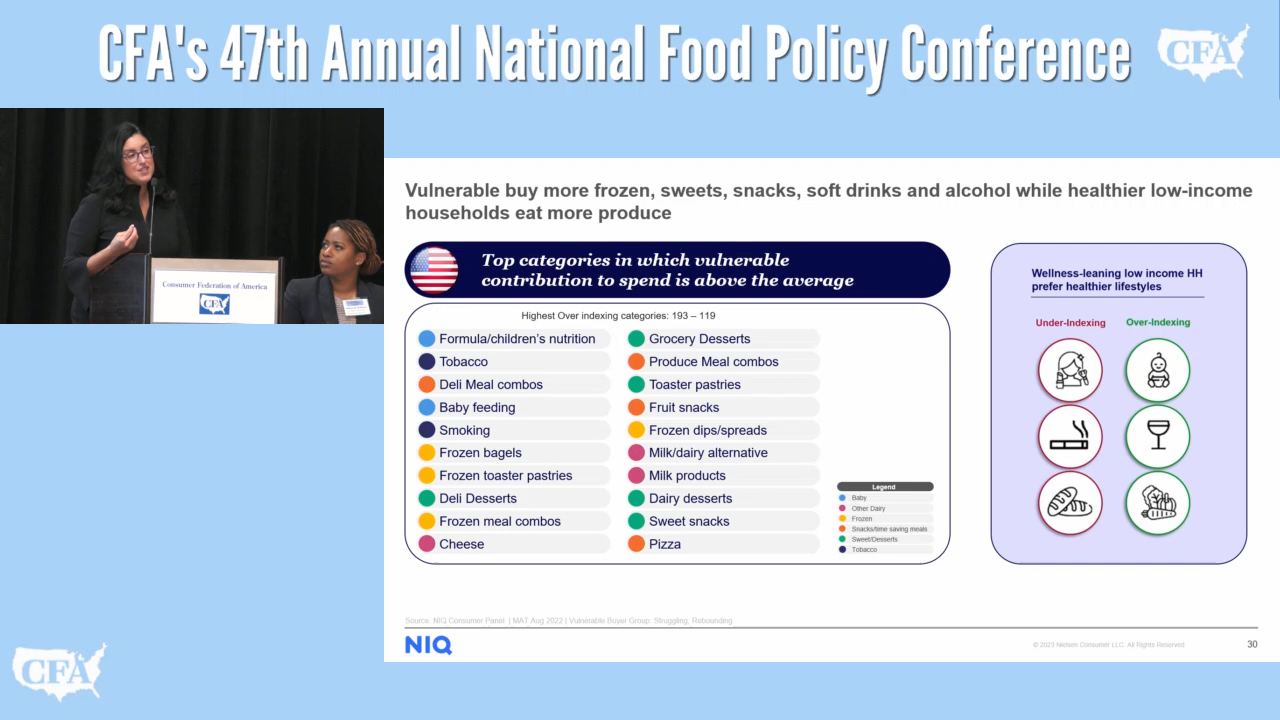 CFA's 47th Annual National Food Policy Conference
CFA
Consumer Federation of America
CFA
Vulnerable buy more frozen, sweets, snacks, soft drinks and alcohol while healthier low-income
households eat more produce
Top categories in which vulnerable
contribution to spend is above the average
Highest Over indexing categories: 193 – 119
Formula/children's nutrition
Tobacco
Deli Meal combos
Baby feeding
Smoking
Frozen bagels
Frozen toaster pastries
Deli Desserts
Frozen meal combos
Cheese
Grocery Desserts
Produce Meal combos
Toaster pastries
Fruit snacks
Frozen dips/spreads
Milk/dairy alternative
Milk products
Dairy desserts
Sweet snacks
Pizza
Legend
Baby
Other Dairy
Frozen
Snacks/time saving meals
Sweet/Desserts
Tobacco
Wellness-leaning low income HH
prefer healthier lifestyles
Under-Indexing
Over-Indexing
Source: NIQ Consumer Panel | MAT Aug 2022 | Vulnerable Buyer Group: Struggling, Rebounding
NIQ
© 2023 Nielsen Consumer LLC. All Rights Reserved.
30
CFA